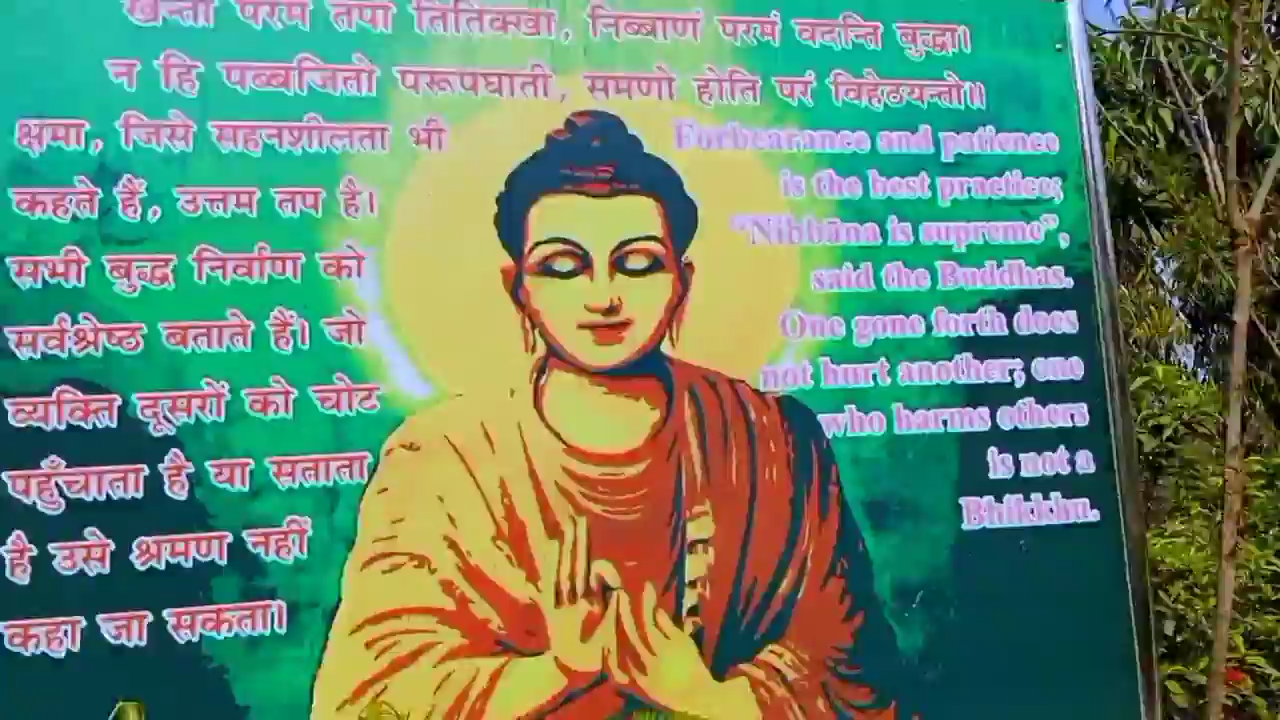 खन्ती परमं तपो तितिक्खा, निब्बाणं परमं वदन्ति बुद्धा।
न हि पब्बजितो परूपघाती, समणो होति परं विहेठयन्तो॥
क्षमा, जिसे सहनशीलता भी
कहते हैं, उत्तम तप है।
सभी बुद्ध निर्वाण को
सर्वश्रेष्ठ बताते हैं। जो
व्यक्ति दूसरों को चोट
पहुँचाता है या सताता
है उसे श्रमण नहीं
कहा जा सकता।
Forbearance and patience
is the best practice;
"Nibbāna is supreme",
said the Buddhas.
One gone forth does
not hurt another; one
who harms others
is not a
Bhikkhu.